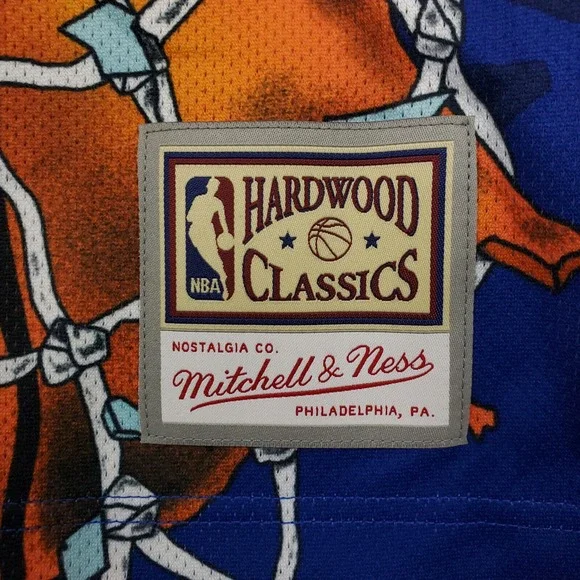 HARDWOOD
NBA
CLASSICS
NOSTALGIA CO.
Mitchell & Ness
PHILADELPHIA, PA.